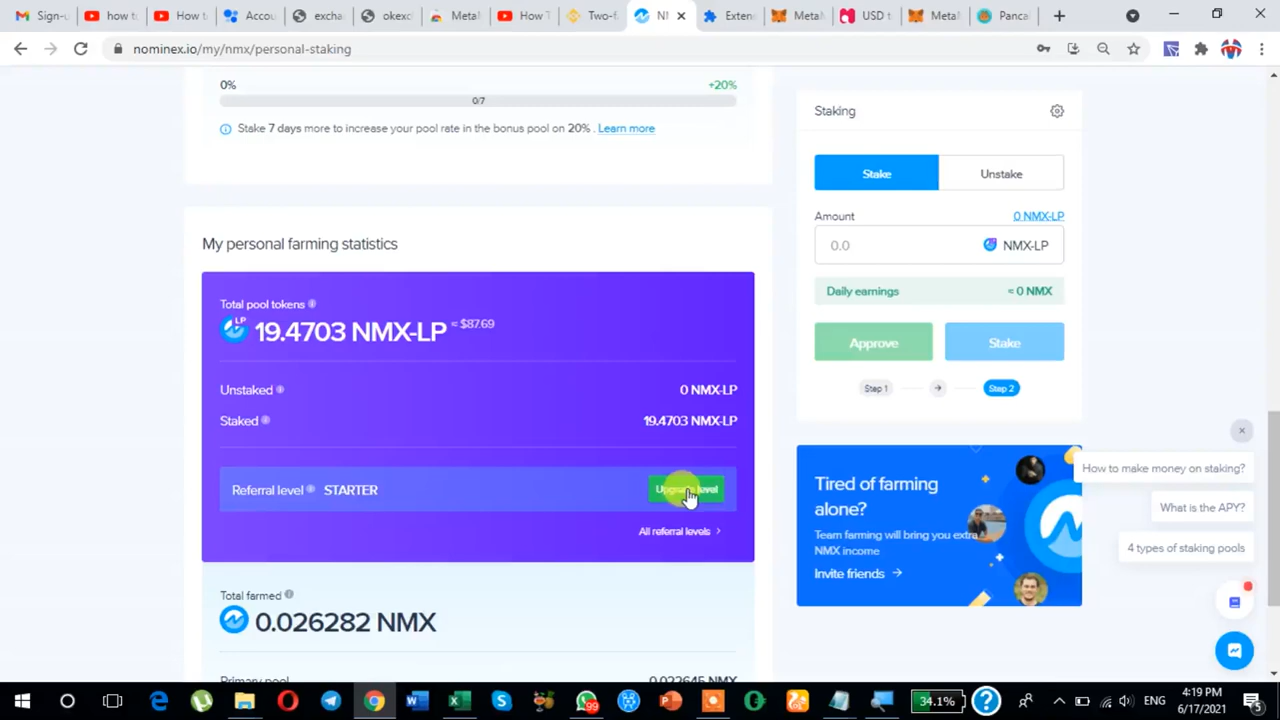 Sign-u
how t
How t
Accou
excha
okexc
Metal
How T
Two-f
NM
Exten
Metal
USD t
Metal
Panca
nominex.io/my/nmx/personal-staking
0%
+20%
0/7
Stake 7 days more to increase your pool rate in the bonus pool on 20% . Learn more
My personal farming statistics
Total pool tokens
LP
19.4703 NMX-LP ≈ $87.69
Unstaked
0 NMX-LP
Staked
19.4703 NMX-LP
Referral level STARTER
Upgrade level
All referral levels >
Total farmed
0.026282 NMX
Primary pool
0.022645 NMX
Staking
Stake
Unstake
Amount
0 NMX-LP
0.0
NMX-LP
Daily earnings
≈ 0 NMX
Approve
Stake
Step 1
Step 2
Tired of farming
alone?
Team farming will bring you extra
NMX income
Invite friends →
How to make money on staking?
What is the APY?
4 types of staking pools
99
34.1%
ENG
4:19 PM
6/17/2021
5